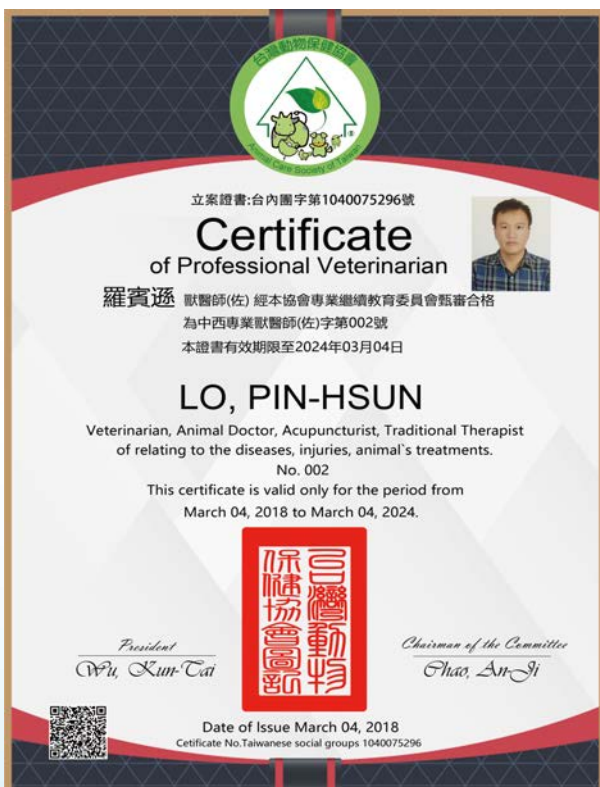 台灣動物保健協會
®
Animal Care Society of Taiwan
立案證書:台內團字第1040075296號
Certificate
of Professional Veterinarian
羅賓遜 獸醫師(佐) 經本協會專業繼續教育委員會甄審合格
為中西專業獸醫師(佐)字第002號
本證書有效期限至2024年03月04日
LO, PIN-HSUN
Veterinarian, Animal Doctor, Acupuncturist, Traditional Therapist
of relating to the diseases, injuries, animal`s treatments.
No. 002
This certificate is valid only for the period from
March 04, 2018 to March 04, 2024.
台灣動物
保健協會圖記
President
Wu, Kun-Tai
Chairman of the Committee
Chao, An-Ji
Date of Issue March 04, 2018
Cetificate No.Taiwanese social groups 1040075296